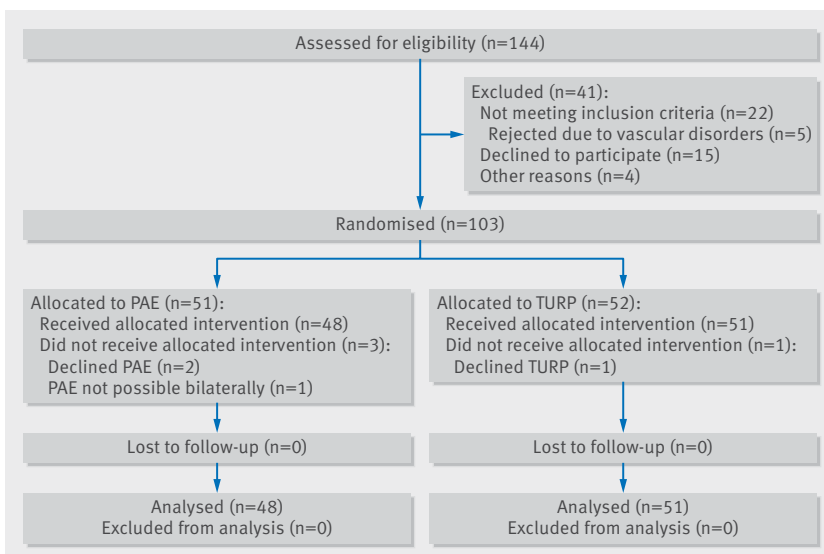 Assessed for eligibility (n=144)
Excluded (n=41):
Not meeting inclusion criteria (n=22)
Rejected due to vascular disorders (n=5)
Declined to participate (n=15)
Other reasons (n=4)
Randomised (n=103)
Allocated to PAE (n=51):
Received allocated intervention (n=48)
Did not receive allocated intervention (n=3):
Declined PAE (n=2)
PAE not possible bilaterally (n=1)
Allocated to TURP (n=52):
Received allocated intervention (n=51)
Did not receive allocated intervention (n=1):
Declined TURP (n=1)
Lost to follow-up (n=0)
Lost to follow-up (n=0)
Analysed (n=48)
Excluded from analysis (n=0)
Analysed (n=51)
Excluded from analysis (n=0)